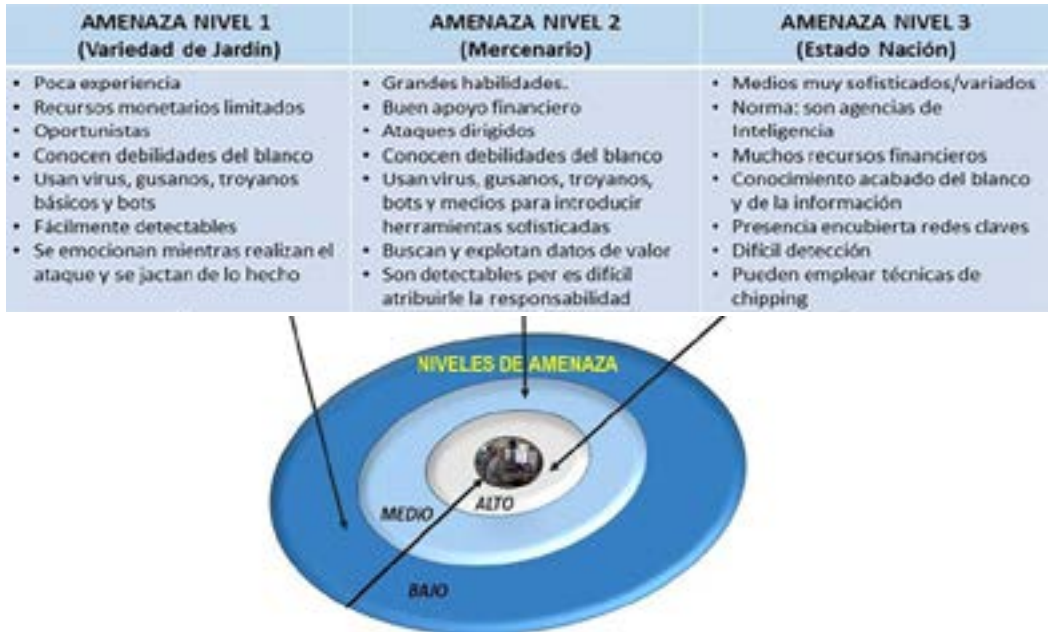 AMENAZA NIVEL 1
(Variedad de Jardín)
• Poca experiencia
• Recursos monetarios limitados
• Oportunistas
• Conocen debilidades del blanco
• Usan virus, gusanos, troyanos
básicos y bots
• Fácilmente detectables
• Se emocionan mientras realizan el
ataque y se jactan de lo hecho
AMENAZA NIVEL 2
(Mercenario)
• Grandes habilidades.
• Buen apoyo financiero
• Ataques dirigidos
• Conocen debilidades del blanco
• Usan virus, gusanos, troyanos,
bots y medios para introducir
herramientas sofisticadas
• Buscan y explotan datos de valor
• Son detectables per es difícil
atribuirle la responsabilidad
AMENAZA NIVEL 3
(Estado Nación)
• Medios muy sofisticados/variados
• Norma: son agencias de
Inteligencia
• Muchos recursos financieros
• Conocimiento acabado del blanco
y de la información
• Presencia encubierta redes claves
• Difícil detección
• Pueden emplear técnicas de
chipping
NIVELES DE AMENAZA
ALTO
MEDIO
BAJO